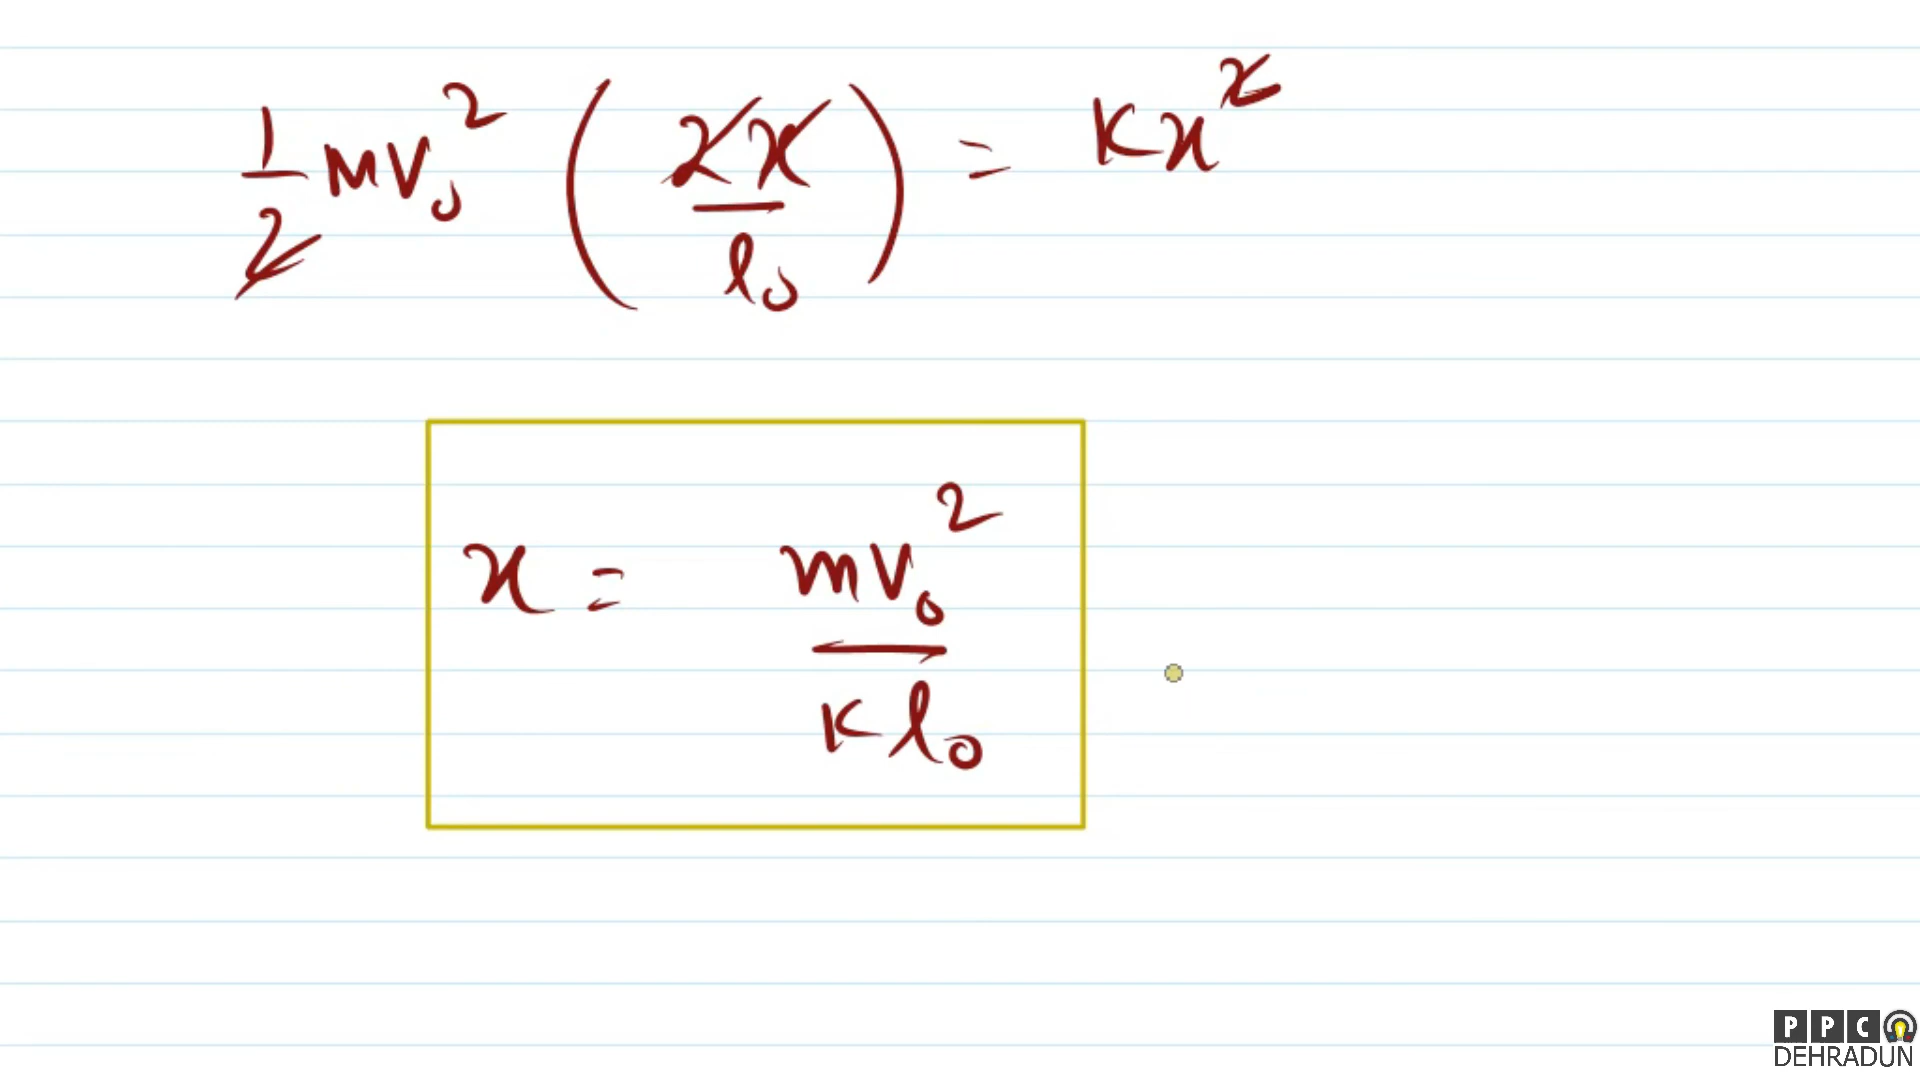 1/2 mv₀² (2x/l₀) = Kx²
x = mv₀²/Kl₀
PPC
DEHRADUN